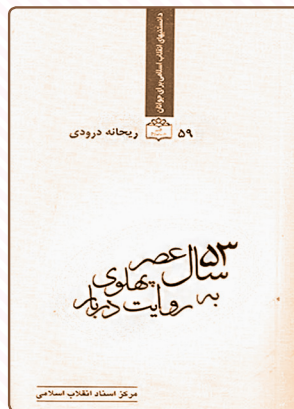 دانستنیهای انقلاب اسلامی برای جوانان
۵۹
ریحانه درودی
۵۳ سال عصر پهلوی
به روایت دربار
مرکز اسناد انقلاب اسلامی